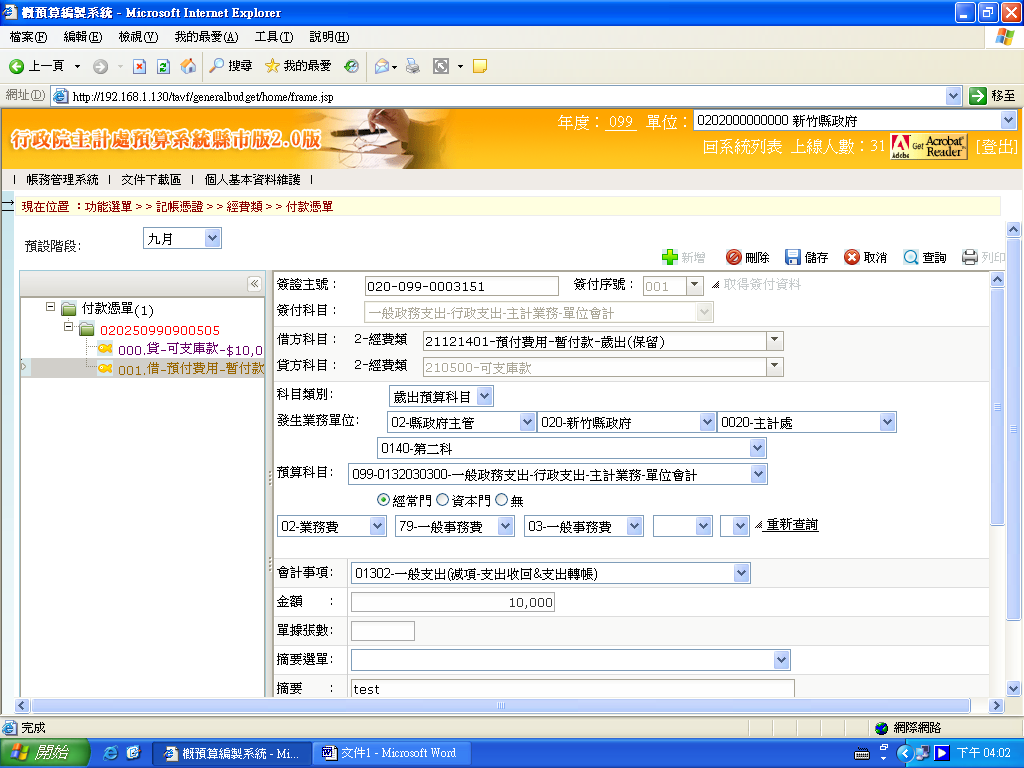 概預算編製系統 - Microsoft Internet Explorer
檔案(F) 編輯(E) 檢視(V) 我的最愛(A) 工具(T) 說明(H)
上一頁 搜尋 我的最愛
網址(D) http://192.168.1.130/tavf/generalbudget/home/frame.jsp 移至
行政院主計處預算系統縣市版2.0版
年度： 099 單位： 0202000000000 新竹縣政府
回系統列表 上線人數：31 Adobe Get Acrobat Reader [登出]
| 帳務管理系統 | 文件下載區 | 個人基本資料維護 |
現在位置 ：功能選單 > > 記帳憑證 > > 經費類 > > 付款憑單
預設階段: 九月
新增 刪除 儲存 取消 查詢 列印
«
付款憑單(1)
020250990900505
000.貸-可支庫款-$10,0
001.借-預付費用-暫付款
簽證主號： 020-099-0003151 簽付序號： 001 取得簽付資料
簽付科目： 一般政務支出-行政支出-主計業務-單位會計
借方科目： 2-經費類 21121401-預付費用-暫付款-歲出(保留)
貸方科目： 2-經費類 210500-可支庫款
科目類別： 歲出預算科目
發生業務單位： 02-縣政府主管 020-新竹縣政府 0020-主計處
0140-第二科
預算科目： 099-0132030300-一般政務支出-行政支出-主計業務-單位會計
經常門 資本門 無
02-業務費 79-一般事務費 03-一般事務費 重新查詢
會計事項： 01302-一般支出(減項-支出收回&支出轉帳)
金額 ： 10,000
單據張數：
摘要選單：
摘要 ： test
完成 網際網路
開始 概預算編製系統 - Mi... 文件1 - Microsoft Word 下午 04:02